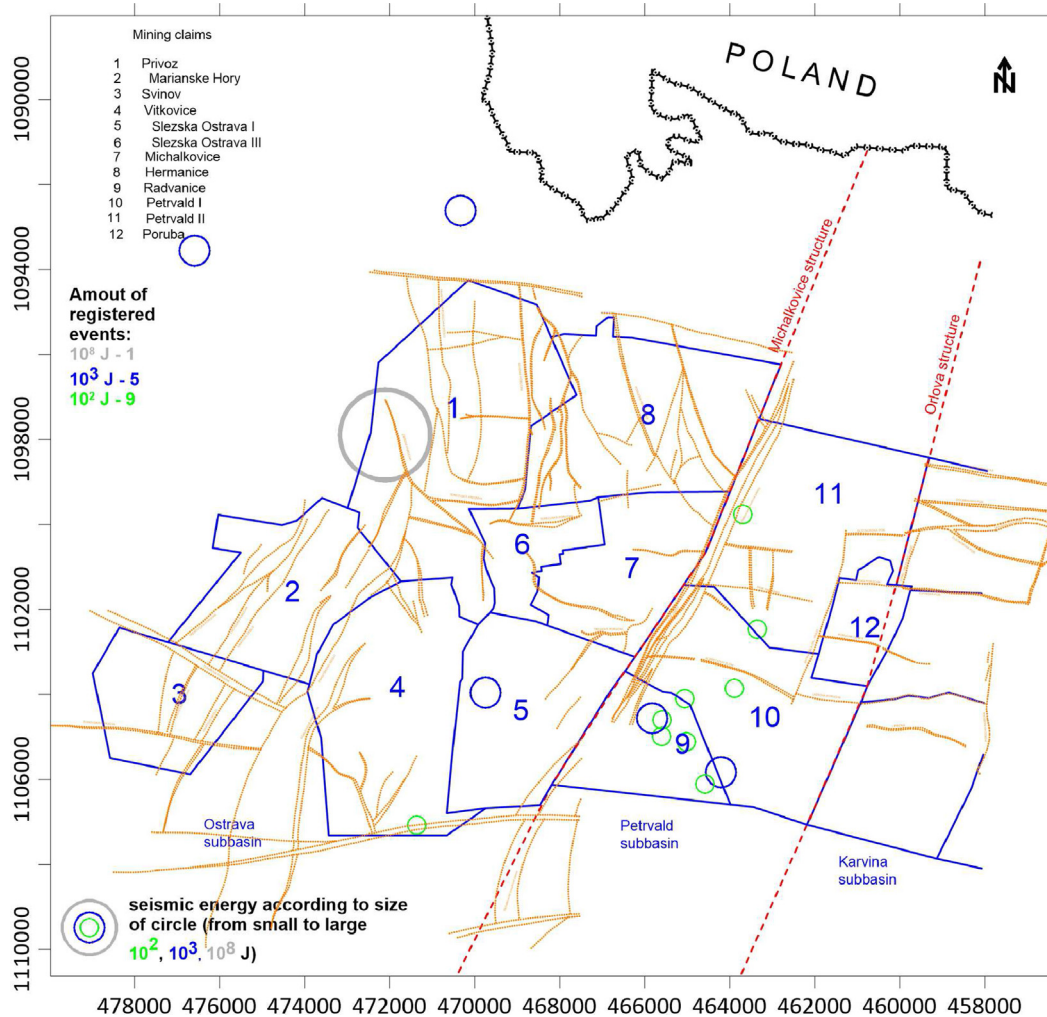 Mining claims
1 Privoz
2 Marianske Hory
3 Svinov
4 Vitkovice
5 Slezska Ostrava I
6 Slezska Ostrava III
7 Michalkovice
8 Hermanice
9 Radvanice
10 Petrvald I
11 Petrvald II
12 Poruba
POLAND
N
1090000
1094000
1098000
1102000
1106000
1110000
Amout of
registered
events:
10⁸ J - 1
10³ J - 5
10² J - 9
Michalkovice structure
Orlova structure
1
8
11
6
7
2
12
3
4
5
10
9
Ostrava
subbasin
Petrvald
subbasin
Karvina
subbasin
seismic energy according to size
of circle (from small to large
10², 10³, 10⁸ J)
478000 476000 474000 472000 470000 468000 466000 464000 462000 460000 458000